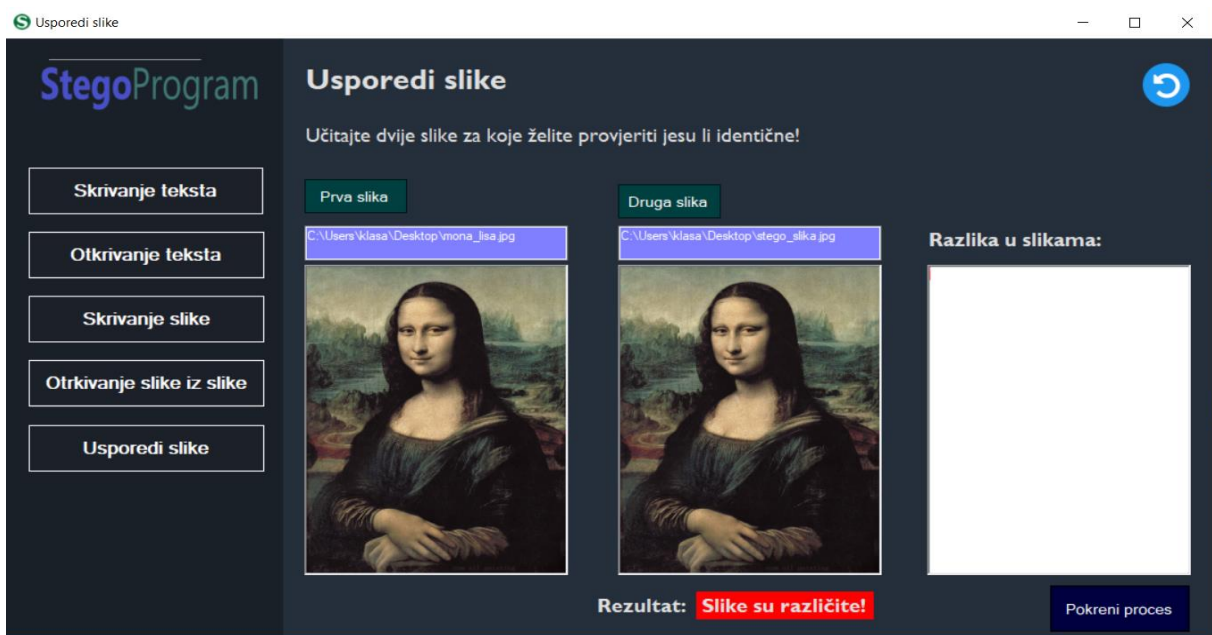 Usporedi slike
StegoProgram
Skrivanje teksta
Otkrivanje teksta
Skrivanje slike
Otrkivanje slike iz slike
Usporedi slike
Usporedi slike
Učitajte dvije slike za koje želite provjeriti jesu li identične!
Prva slika
C:\Users\klasa\Desktop\mona_lisa.jpg
Druga slika
C:\Users\klasa\Desktop\stego_slika.jpg
Razlika u slikama:
Rezultat: Slike su različite!
Pokreni proces